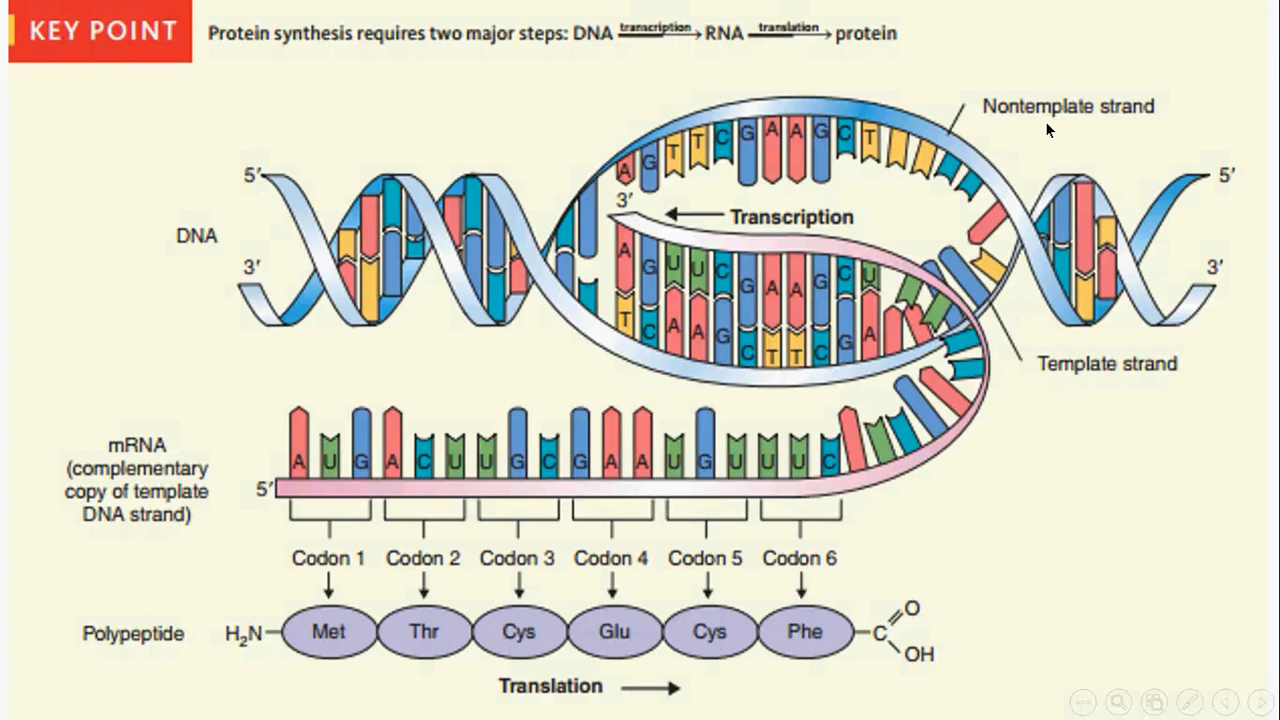 KEY POINT
Protein synthesis requires two major steps: DNA transcription RNA translation protein
Nontemplate strand
5′
5′
A G T T C G A A G C T
3′
Transcription
DNA
3′
3′
A G U U C G A A G C U
T C A A G C T T C G A
Template strand
mRNA
(complementary
copy of template
DNA strand)
A U G A C U U G C G A A U G U U U C
5′
Codon 1 Codon 2 Codon 3 Codon 4 Codon 5 Codon 6
Polypeptide H₂N Met Thr Cys Glu Cys Phe C O
OH
Translation